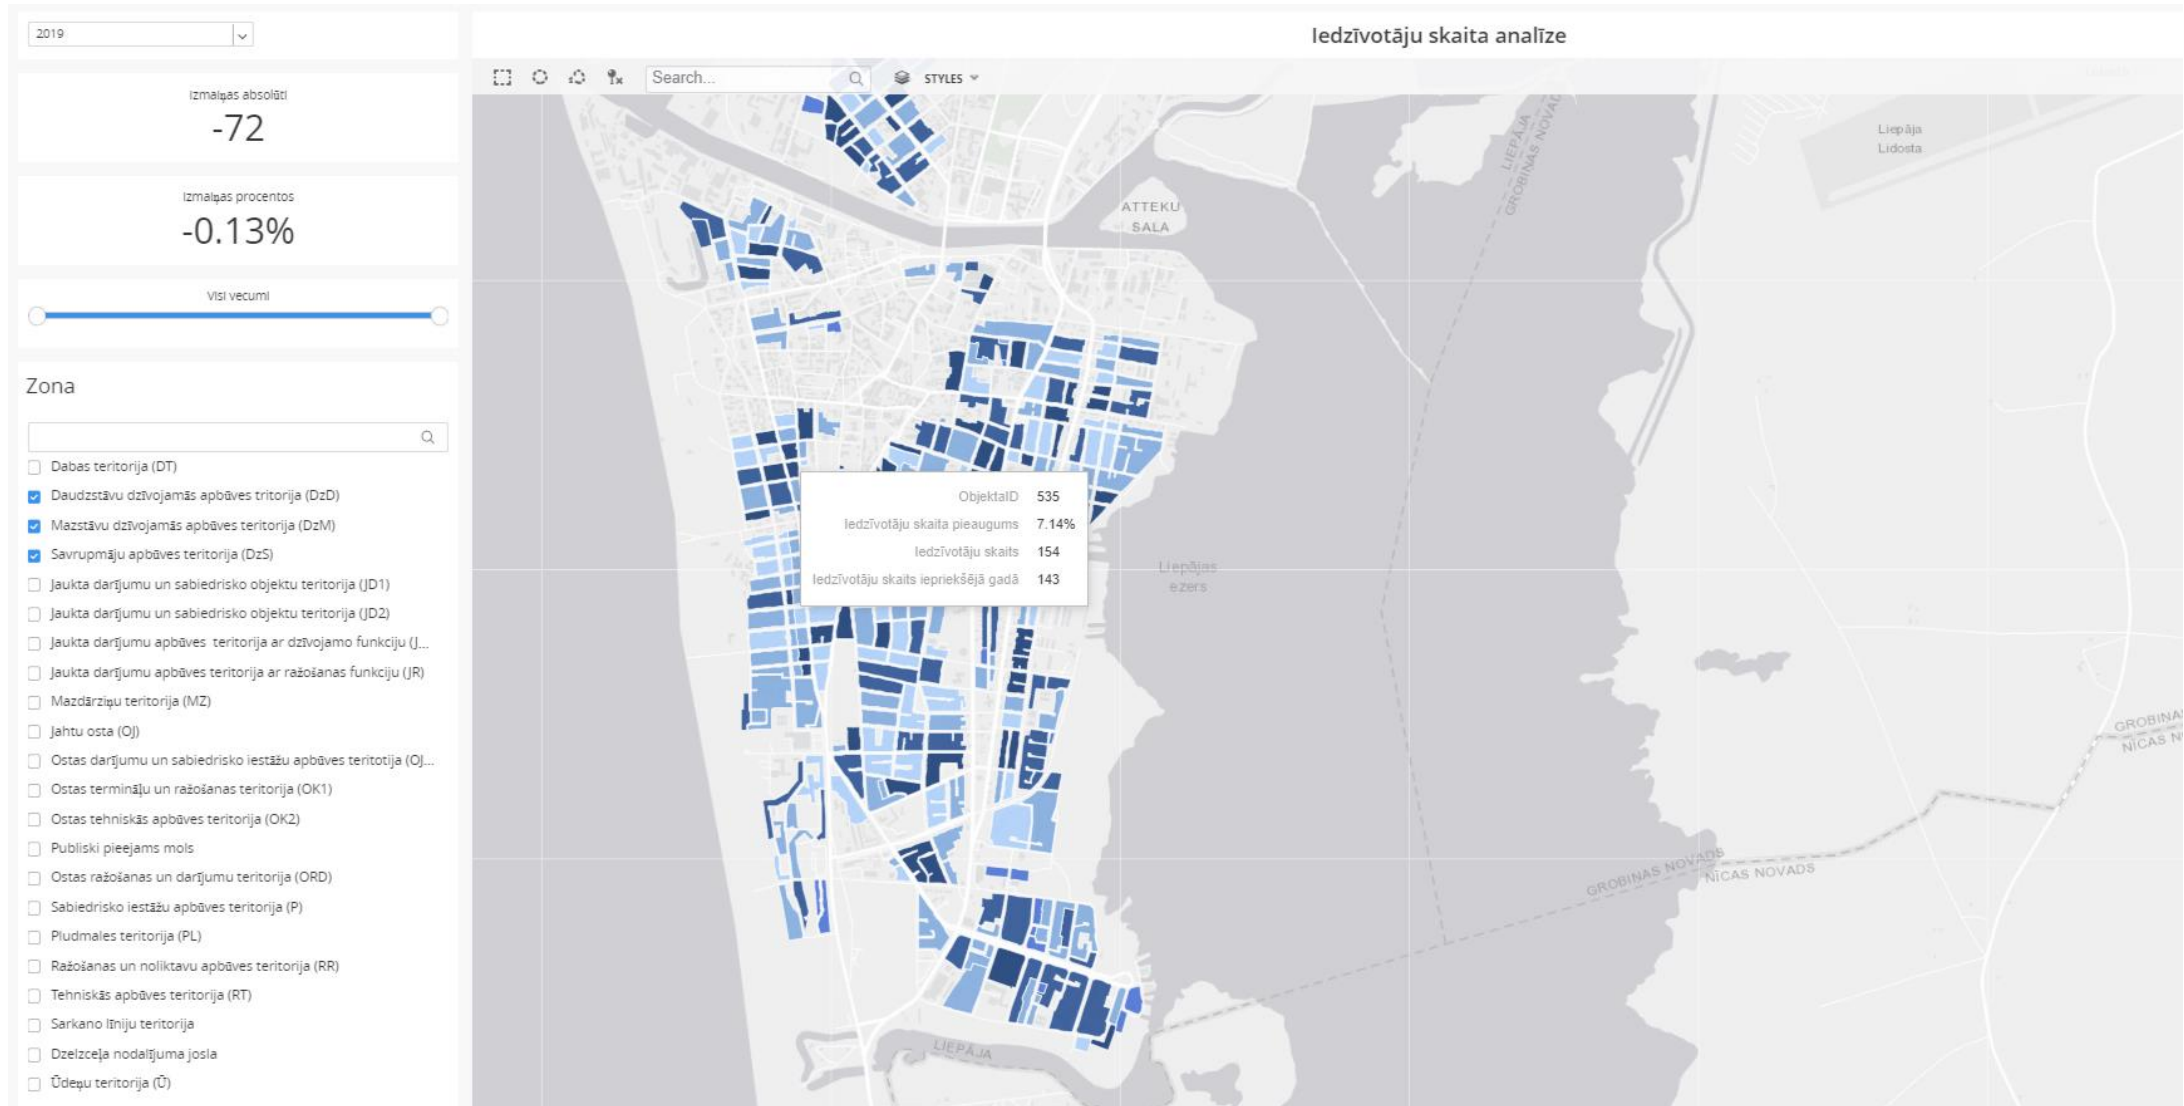 2019
Izmaiņas absolūti
-72
Izmaiņas procentos
-0.13%
Visi vecumi
Zona
Dabas teritorija (DT)
Daudzstāvu dzīvojamās apbūves tritorija (DzD)
Mazstāvu dzīvojamās apbūves teritorija (DzM)
Savrupmāju apbūves teritorija (DzS)
Jaukta darījumu un sabiedrisko objektu teritorija (JD1)
Jaukta darījumu un sabiedrisko objektu teritorija (JD2)
Jaukta darījumu apbūves teritorija ar dzīvojamo funkciju (J...
Jaukta darījumu apbūves teritorija ar ražošanas funkciju (JR)
Mazdārziņu teritorija (MZ)
Jahtu osta (OJ)
Ostas darījumu un sabiedrisko iestāžu apbūves teritotija (OJ...
Ostas termināļu un ražošanas teritorija (OK1)
Ostas tehniskās apbūves teritorija (OK2)
Publiski pieejams mols
Ostas ražošanas un darījumu teritorija (ORD)
Sabiedrisko iestāžu apbūves teritorija (P)
Pludmales teritorija (PL)
Ražošanas un noliktavu apbūves teritorija (RR)
Tehniskās apbūves teritorija (RT)
Sarkano līniju teritorija
Dzelzceļa nodalījuma josla
Ūdeņu teritorija (Ū)
Iedzīvotāju skaita analīze
Search...
STYLES
LIEPĀJA
GROBIŅAS NOVADS
Liepāja
Lidosta
ATTEKU
SALA
ObjektaID 535
Iedzīvotāju skaita pieaugums 7.14%
Iedzīvotāju skaits 154
Iedzīvotāju skaits iepriekšējā gadā 143
Liepājas
ezers
GROBIŅA
NĪCAS N
GROBIŅAS NOVADS
NĪCAS NOVADS
LIEPĀJA